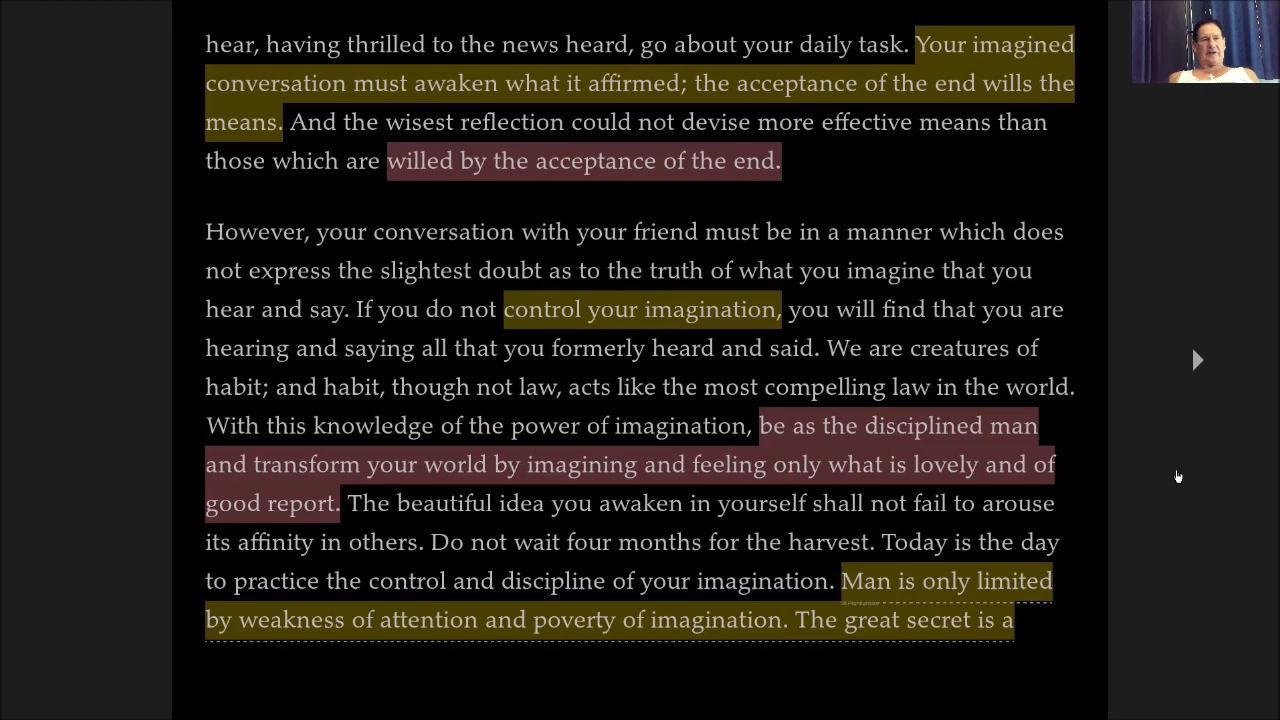 hear, having thrilled to the news heard, go about your daily task. Your imagined
conversation must awaken what it affirmed; the acceptance of the end wills the
means. And the wisest reflection could not devise more effective means than
those which are willed by the acceptance of the end.
However, your conversation with your friend must be in a manner which does
not express the slightest doubt as to the truth of what you imagine that you
hear and say. If you do not control your imagination, you will find that you are
hearing and saying all that you formerly heard and said. We are creatures of
habit; and habit, though not law, acts like the most compelling law in the world.
With this knowledge of the power of imagination, be as the disciplined man
and transform your world by imagining and feeling only what is lovely and of
good report. The beautiful idea you awaken in yourself shall not fail to arouse
its affinity in others. Do not wait four months for the harvest. Today is the day
to practice the control and discipline of your imagination. Man is only limited
by weakness of attention and poverty of imagination. The great secret is a